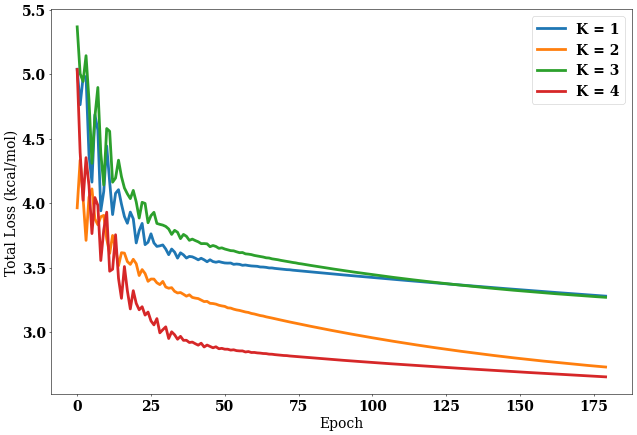 5.5
5.0
4.5
4.0
3.5
3.0
Total Loss (kcal/mol)
K = 1
K = 2
K = 3
K = 4
0 25 50 75 100 125 150 175
Epoch